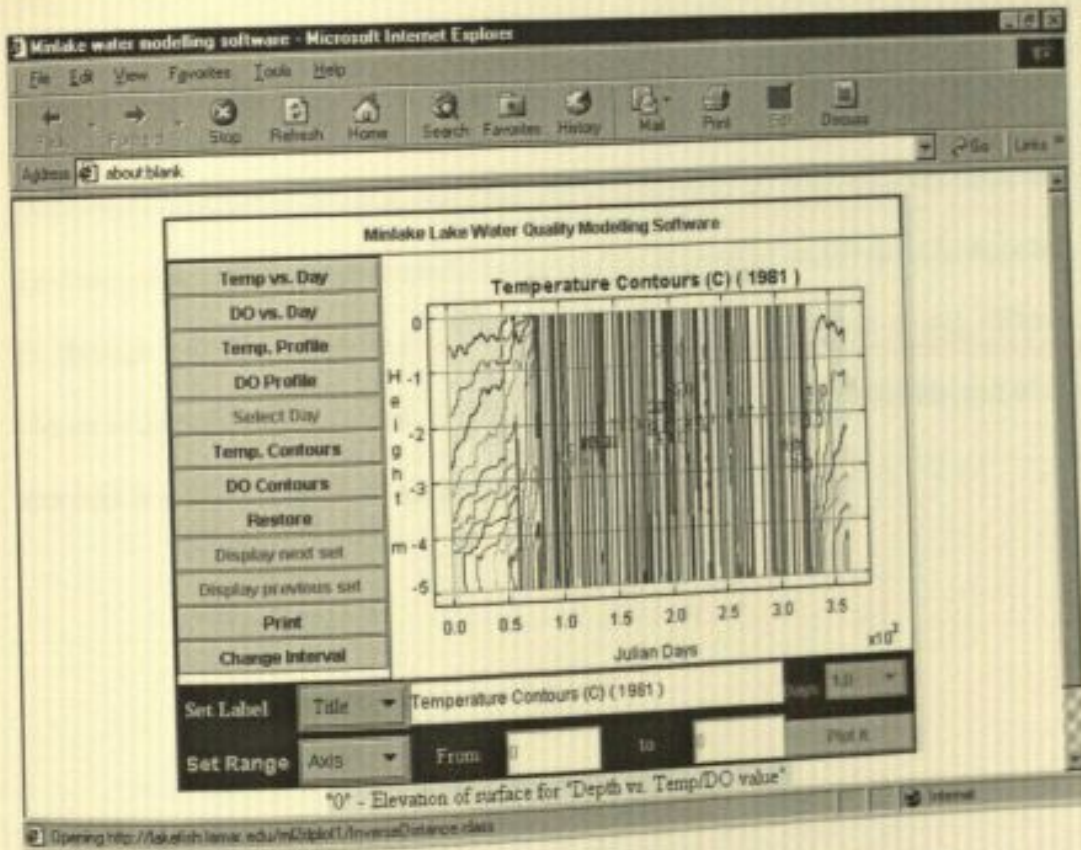 Minlake water modelling software - Microsoft Internet Explorer
File Edit View Favorites Tools Help
Stop Refresh Home Search Favorites History Mail Print Edit Discuss
Address about:blank Go Links »
Minlake Lake Water Quality Modelling Software
Temp vs. Day
DO vs. Day
Temp. Profile
DO Profile
Select Day
Temp. Contours
DO Contours
Restore
Display next set
Display previous set
Print
Change Interval
Temperature Contours (C) ( 1981 )
Height m
0
-1
-2
-3
-4
-5
0.0 0.5 1.0 1.5 2.0 2.5 3.0 3.5
Julian Days
Set Label Title Temperature Contours (C) ( 1981 ) 1.0
Set Range Axis From 0 to 0 Plot it
"0" - Elevation of surface for "Depth vs. Temp/DO value"
Internet